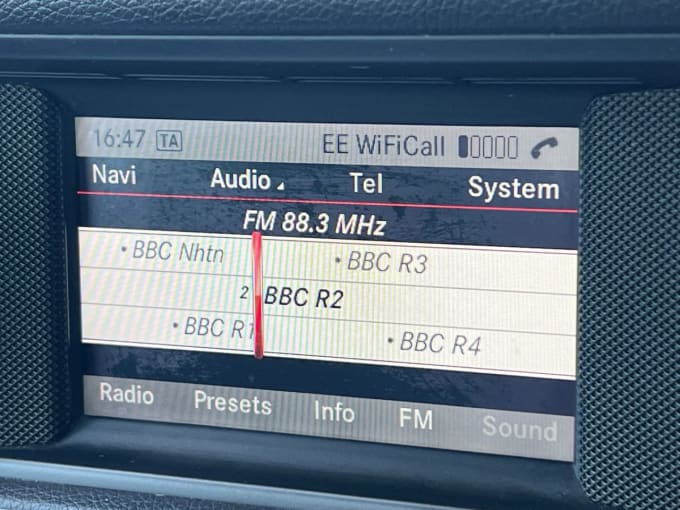 16:47 TA EE WiFiCall
Navi Audio Tel System
FM 88.3 MHz
BBC Nhtn • BBC R3
2 BBC R2
• BBC R1 • BBC R4
Radio Presets Info FM Sound